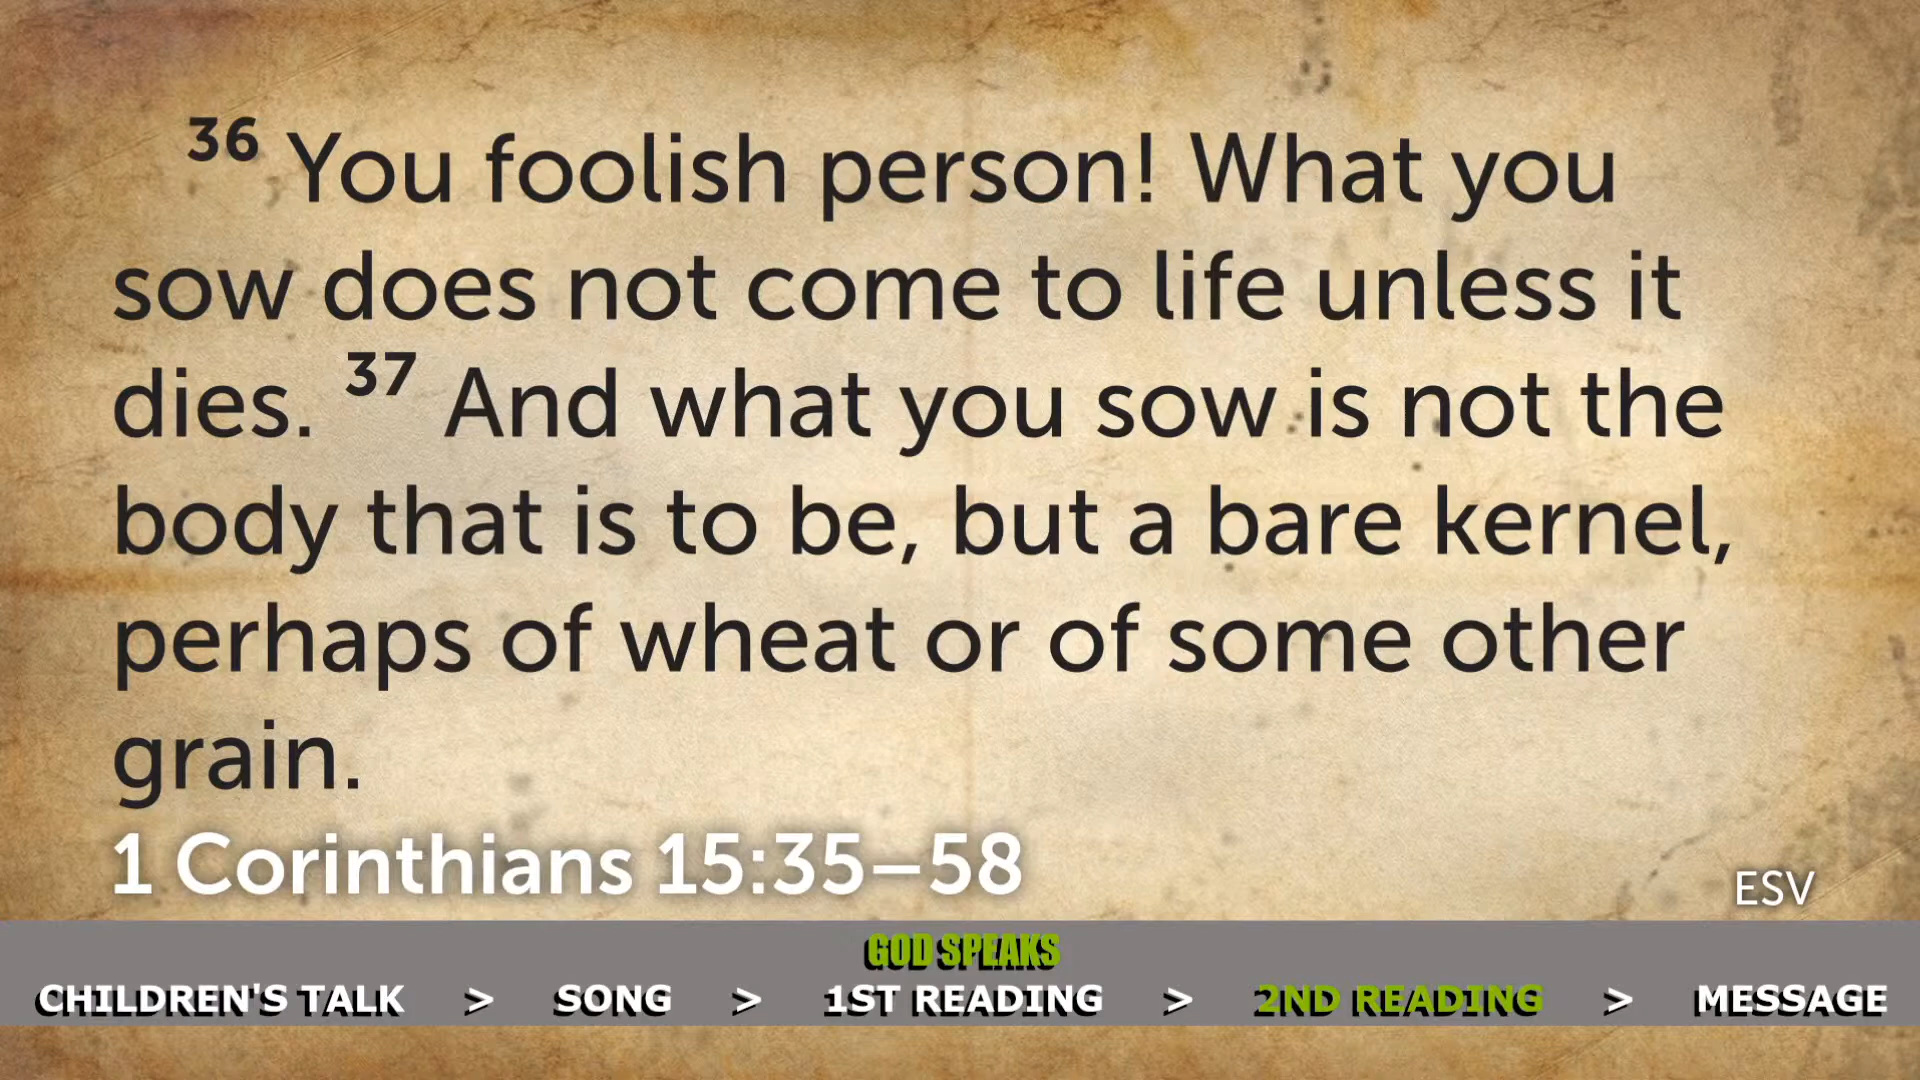 36 You foolish person! What you
sow does not come to life unless it
dies. 37 And what you sow is not the
body that is to be, but a bare kernel,
perhaps of wheat or of some other
grain.
1 Corinthians 15:35–58
ESV
GOD SPEAKS
CHILDREN'S TALK > SONG > 1ST READING > 2ND READING > MESSAGE